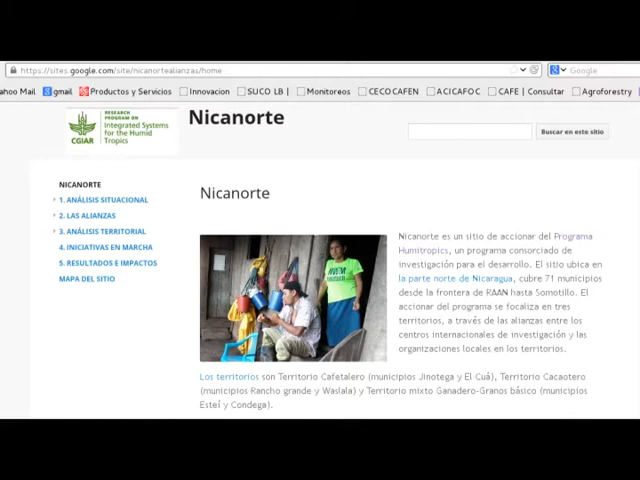 https://sites.google.com/site/nicanortealianzas/home
Google
ahoo Mail gmail Productos y Servicios Innovacion SUCO LB | Monitoreos CECOCAFEN ACICAFOC CAFE | Consultar Agroforestry
RESEARCH PROGRAM ON
Integrated Systems
for the Humid
Tropics
CGIAR
Nicanorte
Buscar en este sitio
NICANORTE
1. ANÁLISIS SITUACIONAL
2. LAS ALIANZAS
3. ANÁLISIS TERRITORIAL
4. INICIATIVAS EN MARCHA
5. RESULTADOS E IMPACTOS
MAPA DEL SITIO
Nicanorte
Nicanorte es un sitio de accionar del Programa
Humitropics, un programa consorciado de
investigación para el desarrollo. El sitio ubica en
la parte norte de Nicaragua, cubre 71 municipios
desde la frontera de RAAN hasta Somotillo. El
accionar del programa se focaliza en tres
territorios, a través de las alianzas entre los
centros internacionales de investigación y las
organizaciones locales en los territorios.
Los territorios son Territorio Cafetalero (municipios Jinotega y El Cuá), Territorio Cacaotero
(municipios Rancho grande y Waslala) y Territorio mixto Ganadero-Granos básico (municipios
Estelí y Condega).